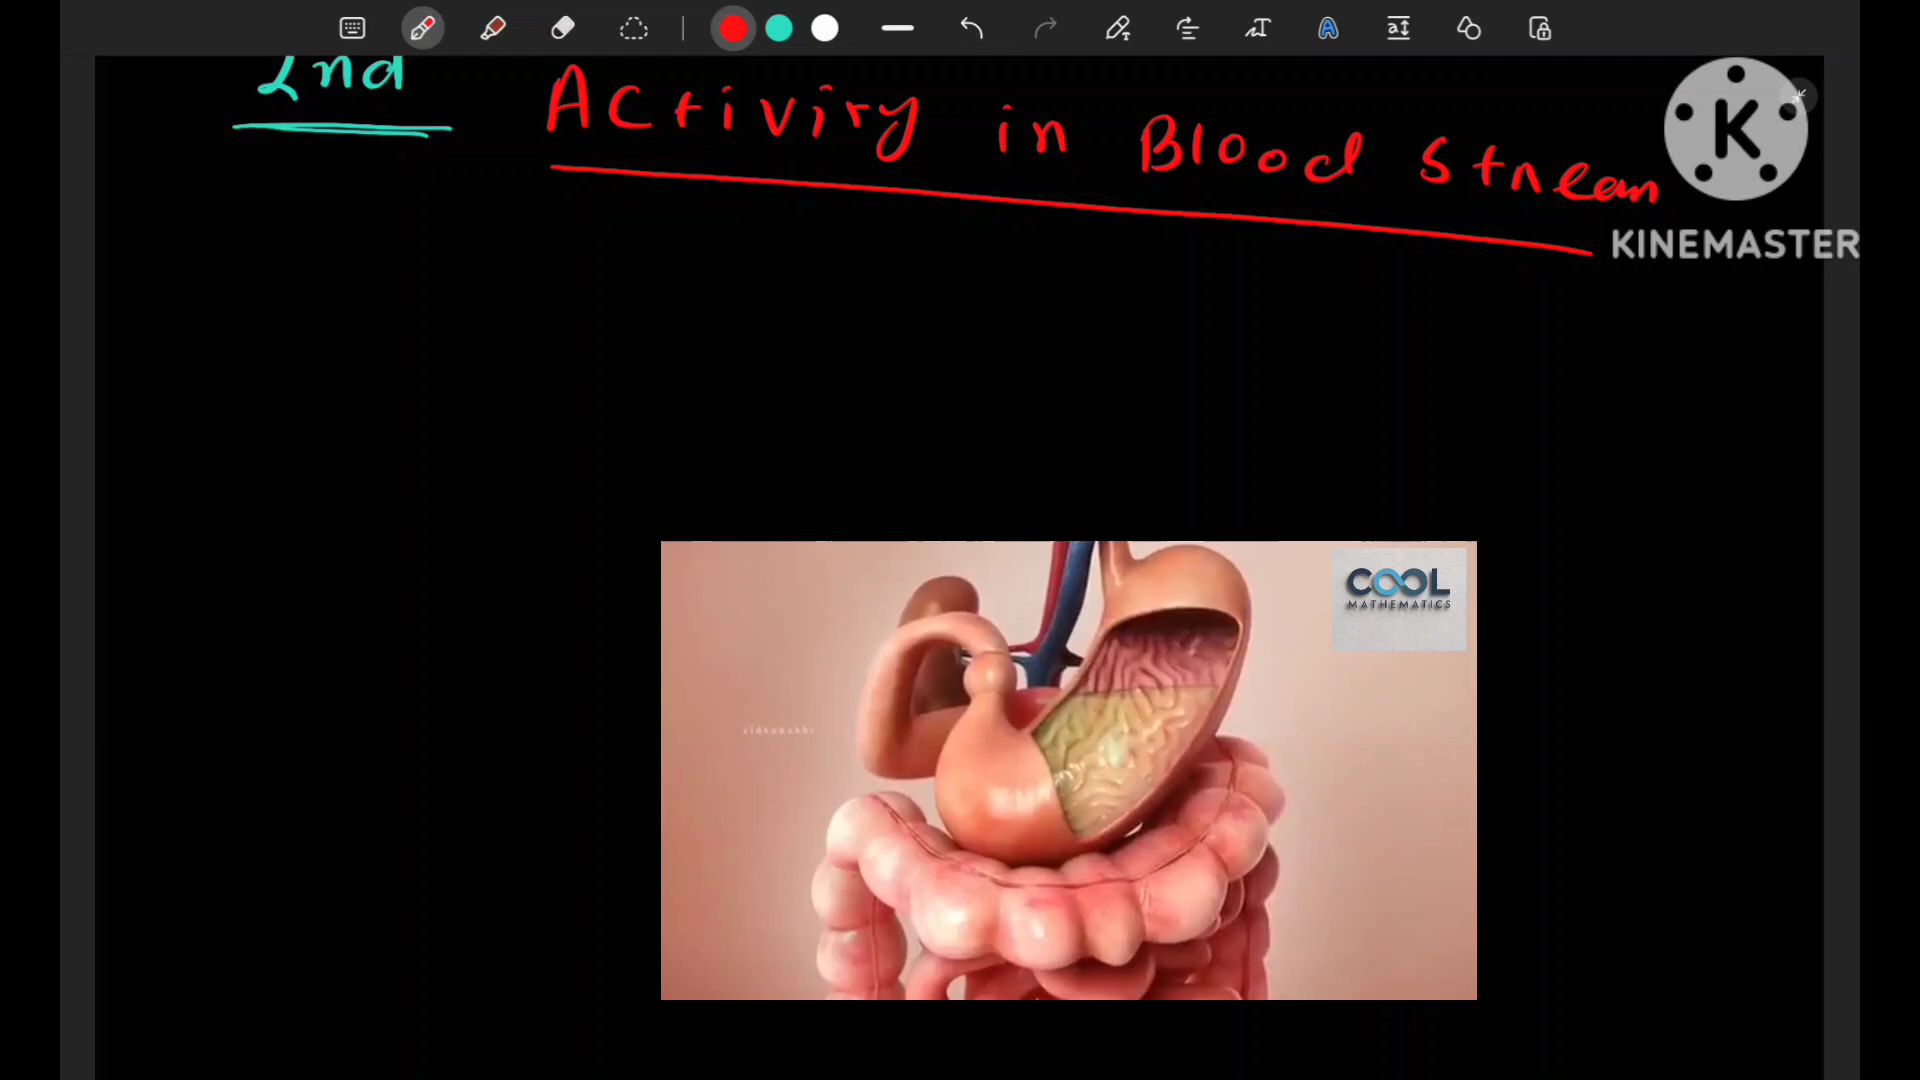 2nd
Activity in Blood Stream
KINEMASTER
COOL
MATHEMATICS